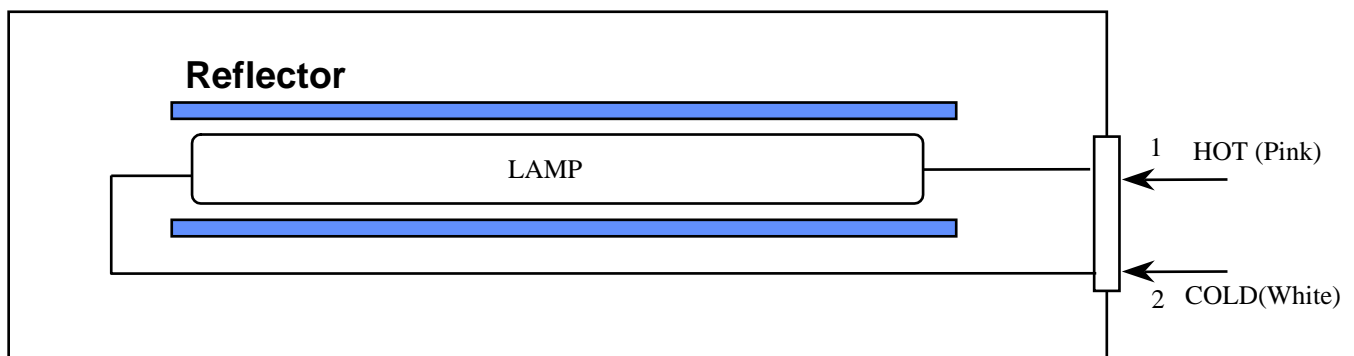 Reflector
LAMP
1
HOT (Pink)
2
COLD(White)